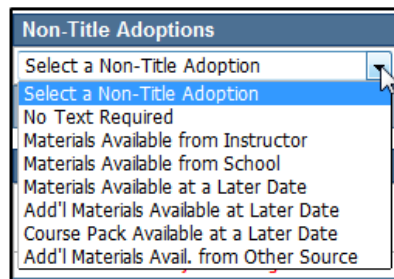 Non-Title Adoptions
Select a Non-Title Adoption
Select a Non-Title Adoption
No Text Required
Materials Available from Instructor
Materials Available from School
Materials Available at a Later Date
Add'l Materials Available at Later Date
Course Pack Available at a Later Date
Add'l Materials Avail. from Other Source